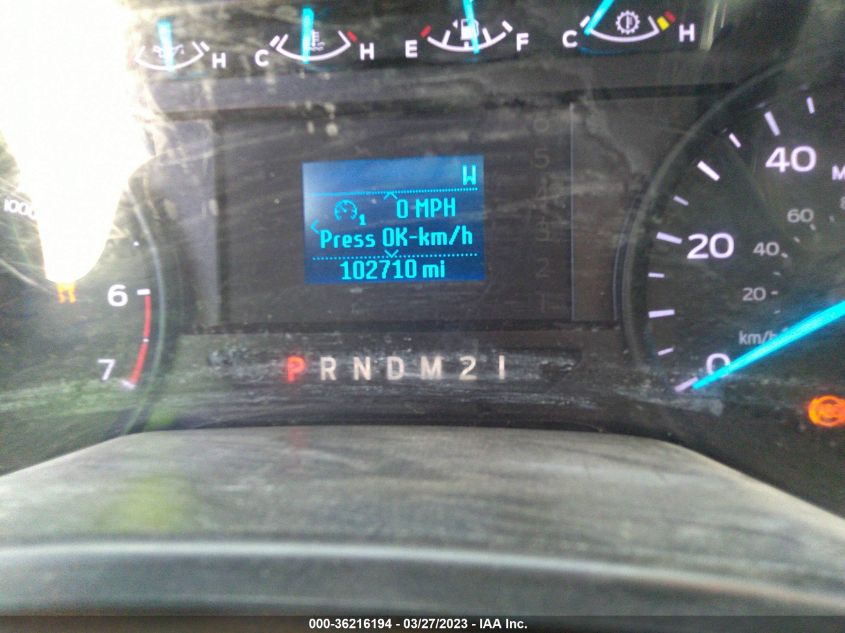 H
C H
E F
C H
W
0 MPH
Press OK-km/h
102710 mi
1000
6
7
P R N D M 2 1
40
20
0
60
40
20
km/h
000-36216194 - 03/27/2023 - IAA Inc.